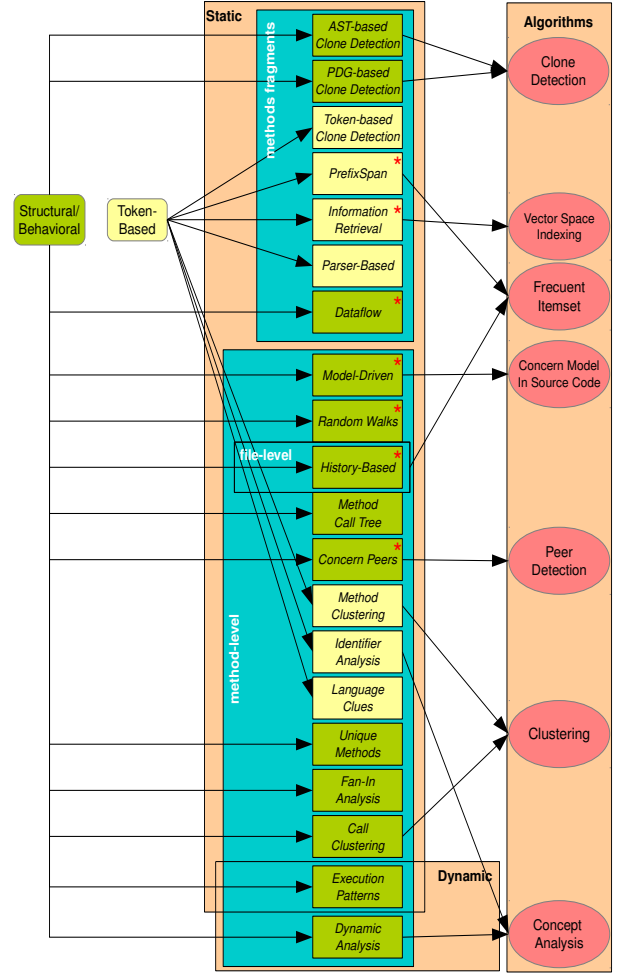 Static
Algorithms
methods fragments
AST-based
Clone Detection
PDG-based
Clone Detection
Token-based
Clone Detection
PrefixSpan *
Information *
Retrieval
Parser-Based
Dataflow *
Structural/
Behavioral
Token-
Based
Clone
Detection
Vector Space
Indexing
Frecuent
Itemset
Concern Model
In Source Code
method-level
Model-Driven *
Random Walks *
file-level
History-Based *
Method
Call Tree
Concern Peers *
Method
Clustering
Identifier
Analysis
Language
Clues
Unique
Methods
Fan-In
Analysis
Call
Clustering
Execution
Patterns
Dynamic
Dynamic
Analysis
Peer
Detection
Clustering
Concept
Analysis